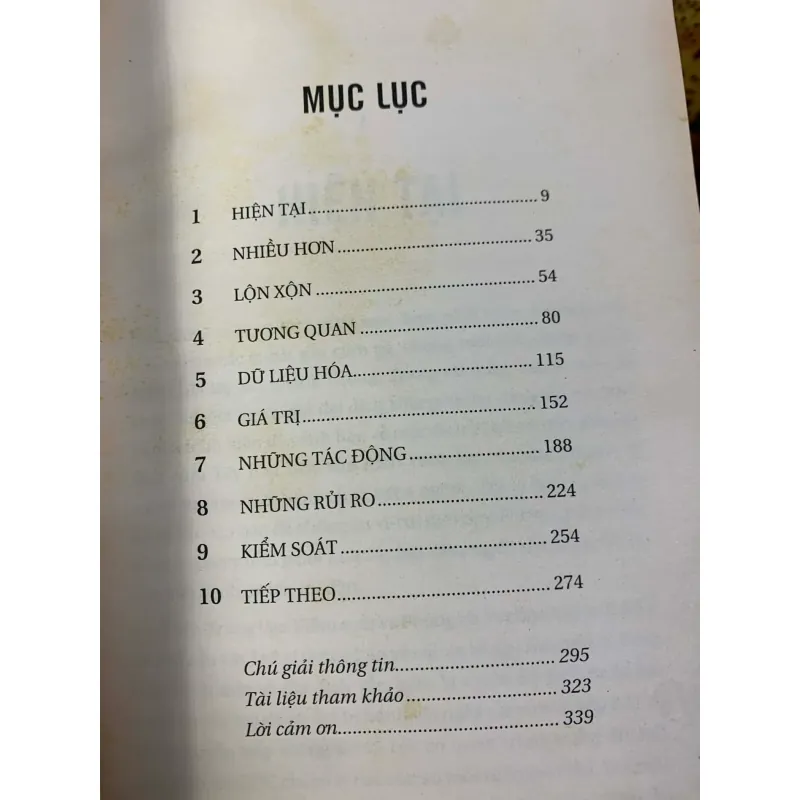 MỤC LỤC
1 HIỆN TẠI........................................ 9
2 NHIỀU HƠN........................................ 35
3 LỘN XỘN ........................................ 54
4 TƯƠNG QUAN ........................................ 80
5 DỮ LIỆU HÓA........................................ 115
6 GIÁ TRỊ........................................ 152
7 NHỮNG TÁC ĐỘNG........................................ 188
8 NHỮNG RỦI RO........................................ 224
9 KIỂM SOÁT ........................................ 254
10 TIẾP THEO........................................ 274
Chú giải thông tin........................................ 295
Tài liệu tham khảo ........................................ 323
Lời cảm ơn........................................ 339